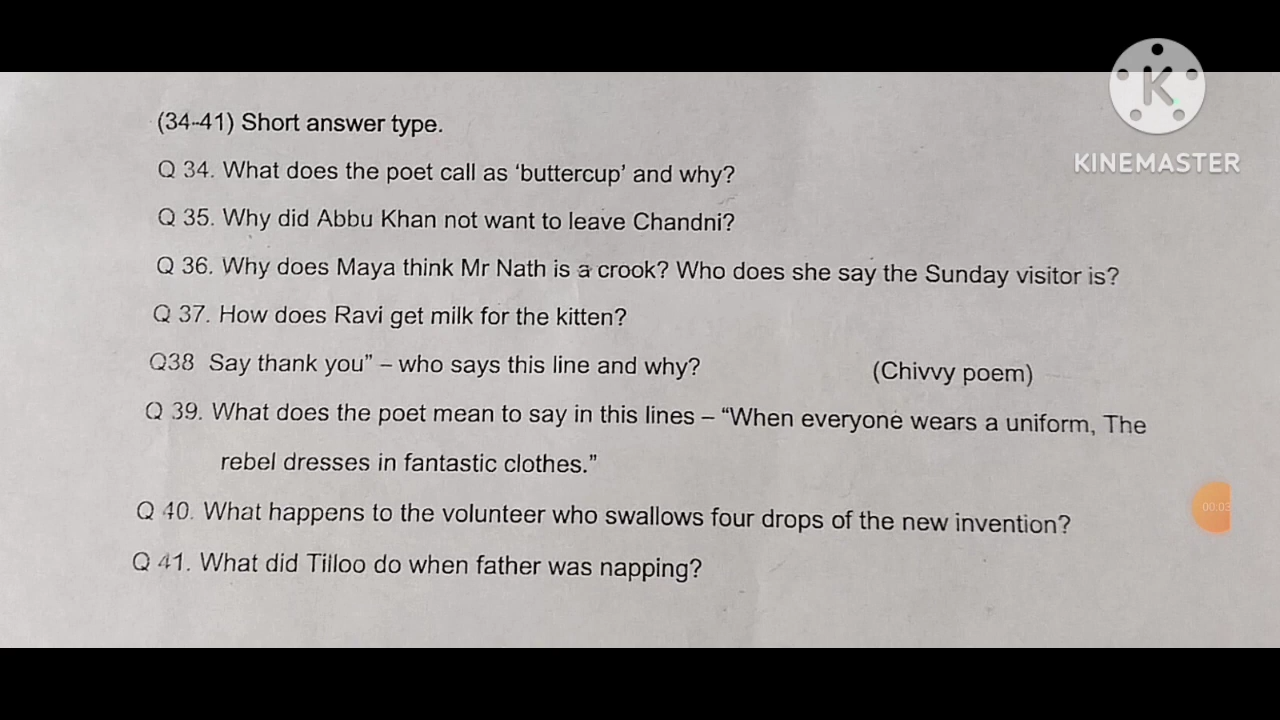 (34-41) Short answer type.
Q 34. What does the poet call as ‘buttercup’ and why?
Q 35. Why did Abbu Khan not want to leave Chandni?
Q 36. Why does Maya think Mr Nath is a crook? Who does she say the Sunday visitor is?
Q 37. How does Ravi get milk for the kitten?
Q38 Say thank you” – who says this line and why? (Chivvy poem)
Q 39. What does the poet mean to say in this lines – “When everyone wears a uniform, The
rebel dresses in fantastic clothes.”
Q 40. What happens to the volunteer who swallows four drops of the new invention?
Q 41. What did Tilloo do when father was napping?
K
KINEMASTER
00:03